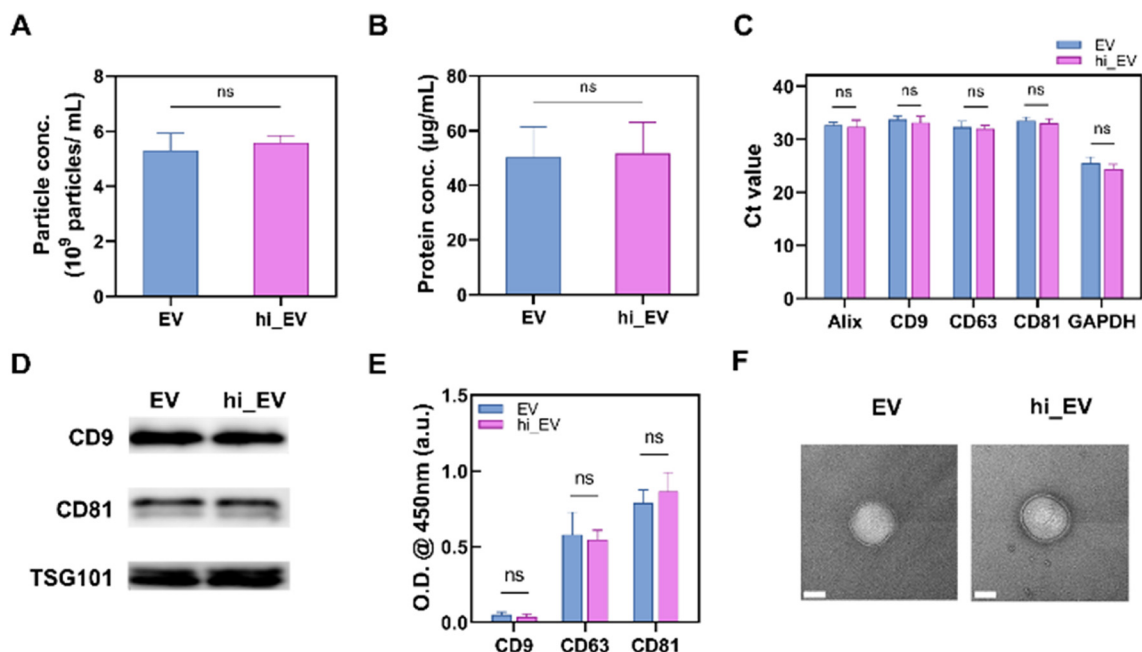 A
Particle conc.
(10⁹ particles/ mL)
8
6
4
2
0
ns
EV
hi_EV
B
Protein conc. (µg/mL)
80
60
40
20
0
ns
EV
hi_EV
C
EV
hi_EV
Ct value
40
30
20
10
0
ns
ns
ns
ns
ns
Alix CD9 CD63 CD81 GAPDH
D
EV hi_EV
CD9
CD81
TSG101
E
O.D. @ 450nm (a.u.)
1.5
1.0
0.5
0.0
EV
hi_EV
ns
ns
ns
CD9 CD63 CD81
F
EV hi_EV